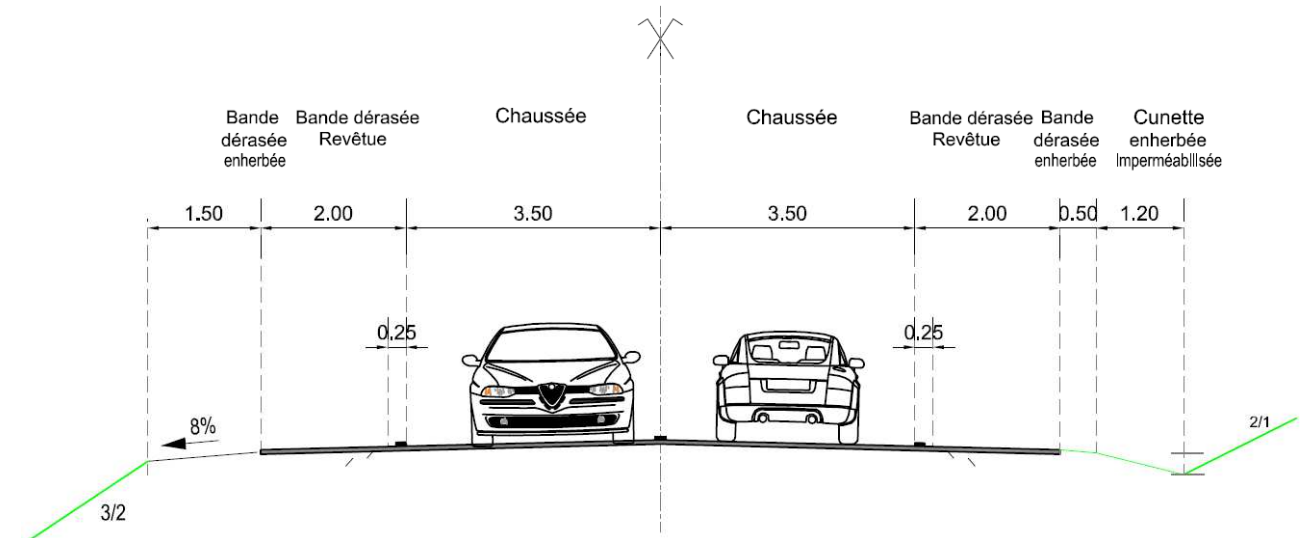 Bande dérasée enherbée
Bande dérasée Revêtue
Chaussée
Chaussée
Bande dérasée Revêtue
Bande dérasée enherbée
Cunette enherbée Imperméabilisée
1.50
2.00
3.50
3.50
2.00
0.50
1.20
0.25
0.25
8%
2/1
3/2